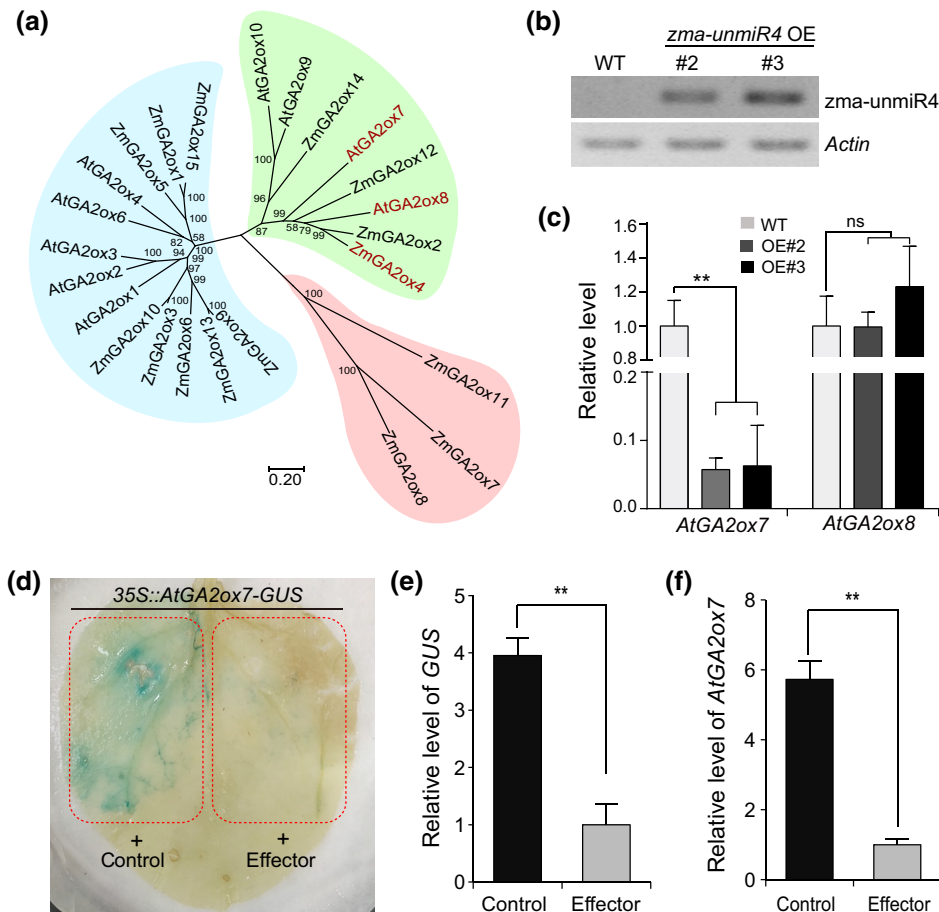 (a)
AtGA2ox10
AtGA2ox9
ZmGA2ox14
AtGA2ox7
ZmGA2ox12
AtGA2ox8
ZmGA2ox2
ZmGA2ox4
ZmGA2ox15
ZmGA2ox1
ZmGA2ox5
AtGA2ox4
AtGA2ox6
AtGA2ox3
AtGA2ox2
AtGA2ox1
ZmGA2ox10
ZmGA2ox3
ZmGA2ox6
ZmGA2ox13
ZmGA2ox9
ZmGA2ox11
ZmGA2ox7
ZmGA2ox8
100
96
87
99
58
79
99
100
100
58
82
100
94
99
97
99
100
100
100
100
0.20
(b)
zma-unmiR4 OE
WT #2 #3
zma-unmiR4
Actin
(c)
WT
OE#2
OE#3
Relative level
1.6
1.4
1.2
1.0
0.8
0.2
0.1
0.0
**
ns
AtGA2ox7 AtGA2ox8
(d)
35S::AtGA2ox7-GUS
+ +
Control Effector
(e)
Relative level of GUS
5
4
3
2
1
0
**
Control Effector
(f)
Relative level of AtGA2ox7
8
6
4
2
0
**
Control Effector